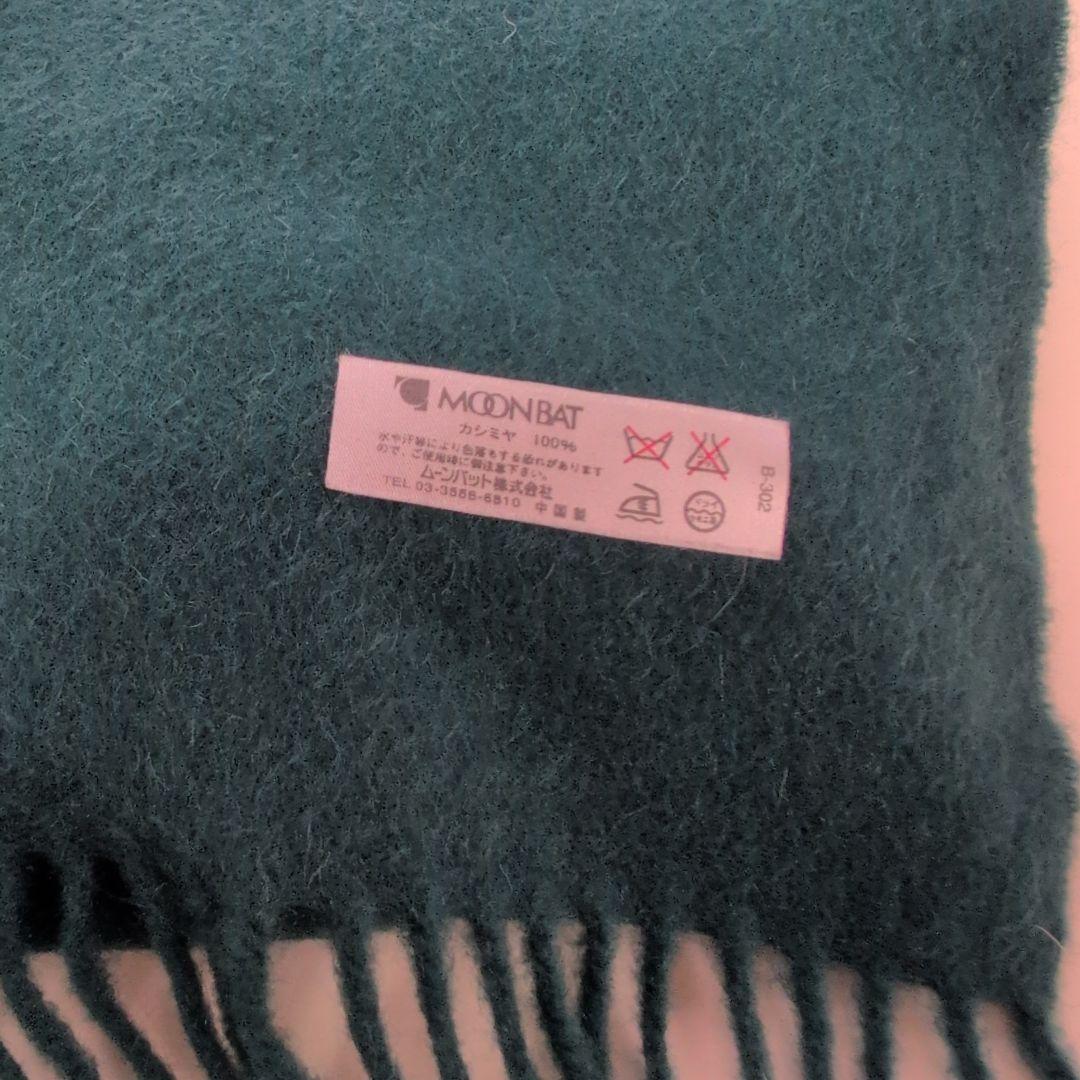 MOONBAT
カシミヤ 100%
水や汗等により色落ちする恐れがあります
ので、ご使用時に御注意下さい。
ムーンバット株式会社
TEL 03-3556-6810 中国製
B-302